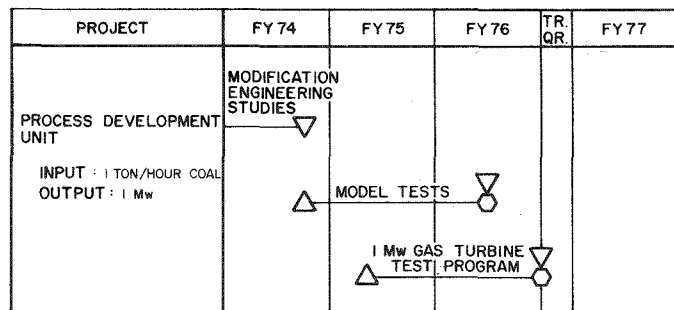 PROJECT
FY 74
FY 75
FY 76
TR.
QR.
FY 77
MODIFICATION
ENGINEERING
STUDIES
PROCESS DEVELOPMENT
UNIT
INPUT : 1 TON/HOUR COAL
OUTPUT : 1 Mw
MODEL TESTS
1 Mw GAS TURBINE
TEST PROGRAM